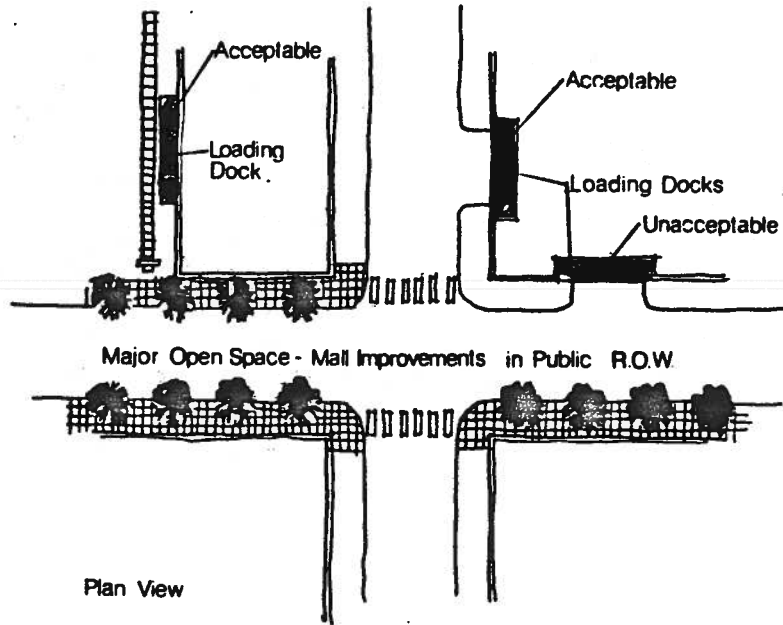 Acceptable
Loading
Dock
Acceptable
Loading Docks
Unacceptable
Major Open Space - Mall Improvements in Public R.O.W.
Plan View